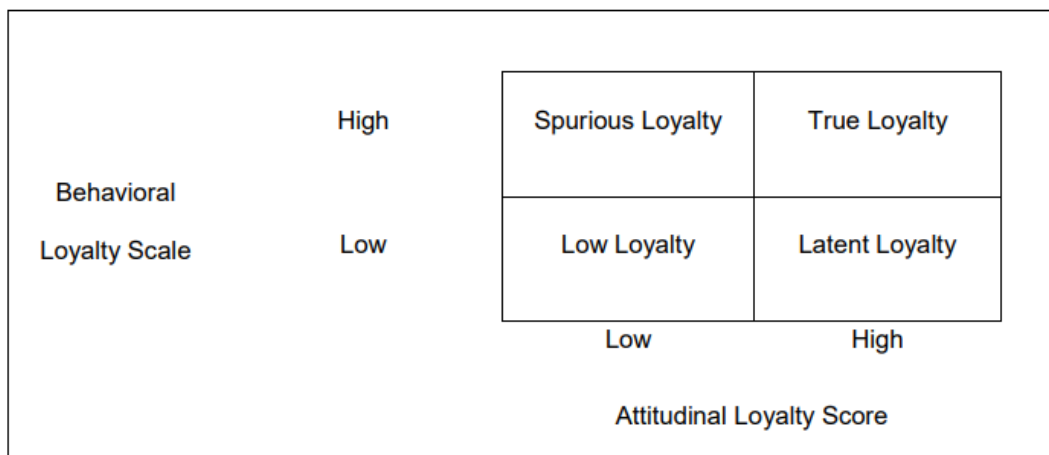 High
Spurious Loyalty
True Loyalty
Behavioral
Loyalty Scale
Low
Low Loyalty
Latent Loyalty
Low
High
Attitudinal Loyalty Score